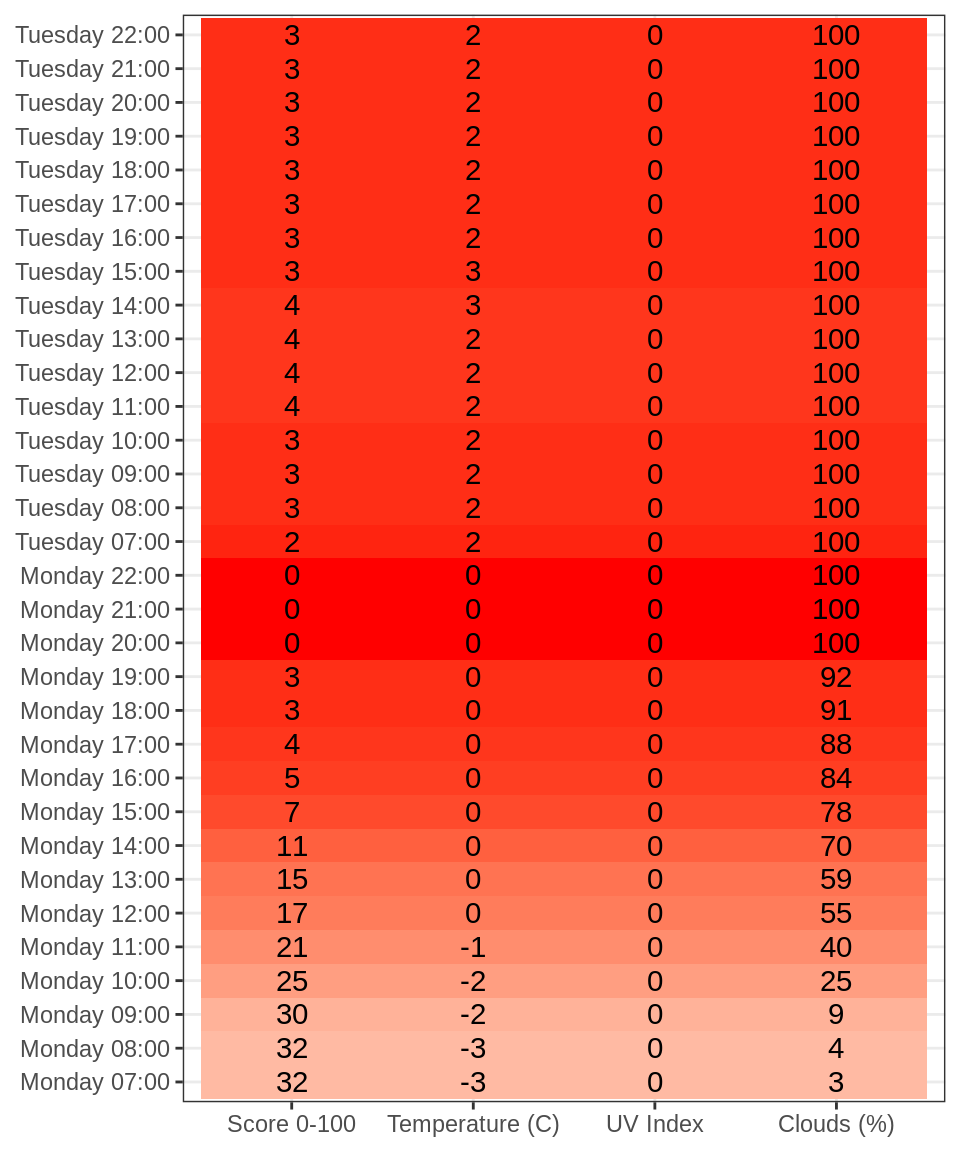 Tuesday 22:00 3 2 0 100
Tuesday 21:00 3 2 0 100
Tuesday 20:00 3 2 0 100
Tuesday 19:00 3 2 0 100
Tuesday 18:00 3 2 0 100
Tuesday 17:00 3 2 0 100
Tuesday 16:00 3 2 0 100
Tuesday 15:00 3 3 0 100
Tuesday 14:00 4 3 0 100
Tuesday 13:00 4 2 0 100
Tuesday 12:00 4 2 0 100
Tuesday 11:00 4 2 0 100
Tuesday 10:00 3 2 0 100
Tuesday 09:00 3 2 0 100
Tuesday 08:00 3 2 0 100
Tuesday 07:00 2 2 0 100
Monday 22:00 0 0 0 100
Monday 21:00 0 0 0 100
Monday 20:00 0 0 0 100
Monday 19:00 3 0 0 92
Monday 18:00 3 0 0 91
Monday 17:00 4 0 0 88
Monday 16:00 5 0 0 84
Monday 15:00 7 0 0 78
Monday 14:00 11 0 0 70
Monday 13:00 15 0 0 59
Monday 12:00 17 0 0 55
Monday 11:00 21 -1 0 40
Monday 10:00 25 -2 0 25
Monday 09:00 30 -2 0 9
Monday 08:00 32 -3 0 4
Monday 07:00 32 -3 0 3
Score 0-100 Temperature (C) UV Index Clouds (%)